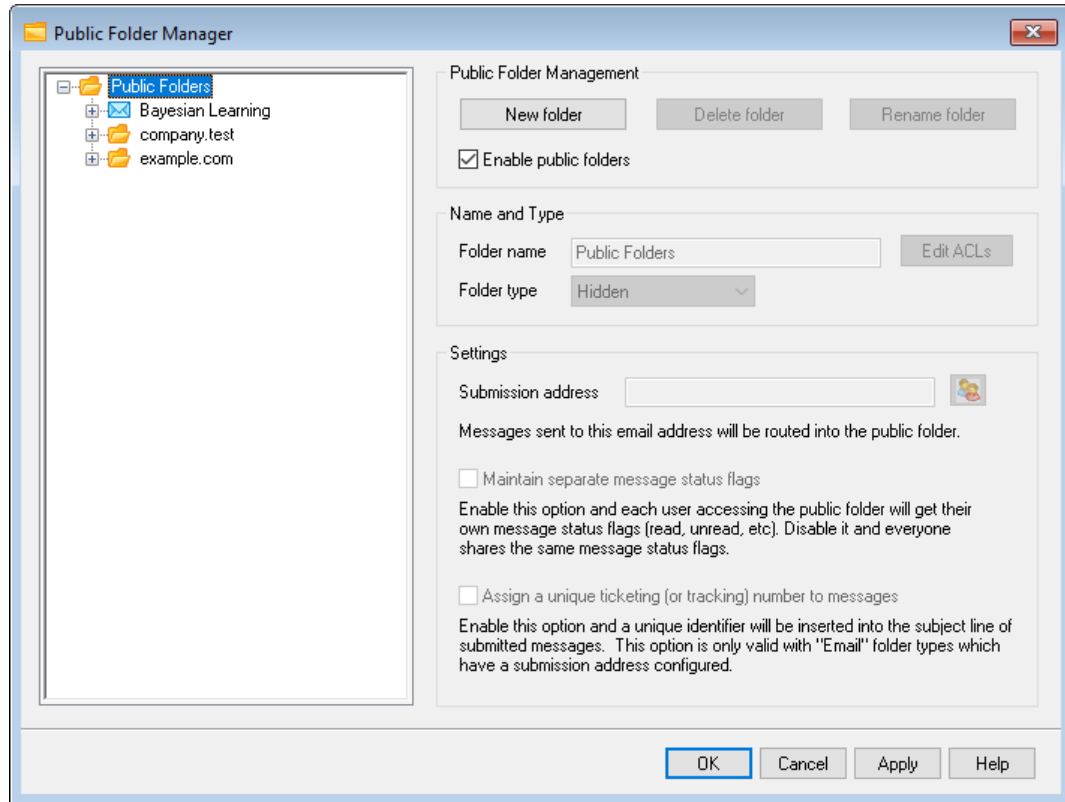 Public Folder Manager
Public Folders
Bayesian Learning
company.test
example.com
Public Folder Management
New folder
Delete folder
Rename folder
Enable public folders
Name and Type
Folder name
Public Folders
Edit ACLs
Folder type
Hidden
Settings
Submission address
Messages sent to this email address will be routed into the public folder.
Maintain separate message status flags
Enable this option and each user accessing the public folder will get their
own message status flags (read, unread, etc). Disable it and everyone
shares the same message status flags.
Assign a unique ticketing (or tracking) number to messages
Enable this option and a unique identifier will be inserted into the subject line of
submitted messages.  This option is only valid with "Email" folder types which
have a submission address configured.
OK
Cancel
Apply
Help